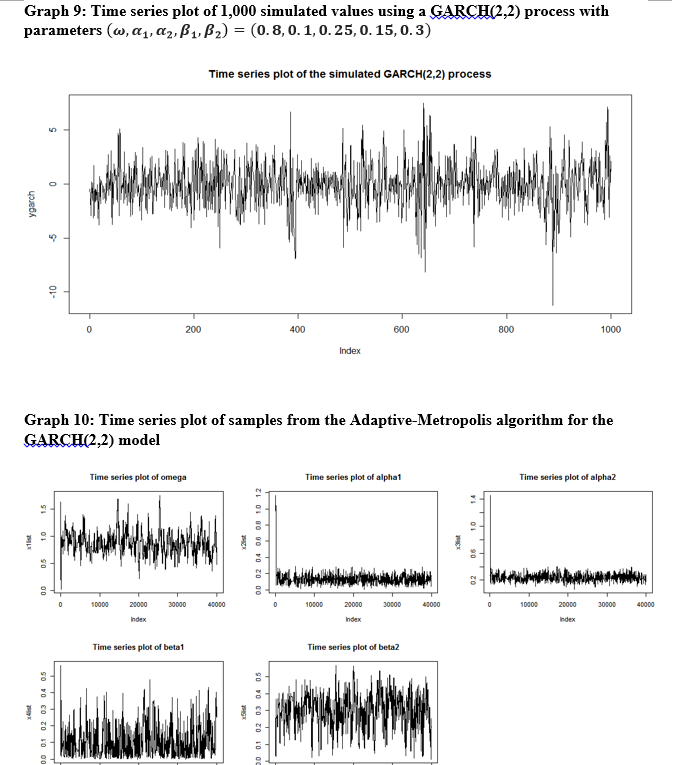 Graph 9: Time series plot of 1,000 simulated values using a GARCH(2,2) process with
parameters (ω, α₁, α₂, β₁, β₂) = (0.8, 0.1, 0.25, 0.15, 0.3)
Time series plot of the simulated GARCH(2,2) process
ygarch
5
0
-5
-10
0 200 400 600 800 1000
Index
Graph 10: Time series plot of samples from the Adaptive-Metropolis algorithm for the
GARCH(2,2) model
Time series plot of omega
x1list
1.5
1.0
0.5
0.0
0 10000 20000 30000 40000
Index
Time series plot of alpha1
x2list
1.2
1.0
0.8
0.6
0.4
0.2
0.0
0 10000 20000 30000 40000
Index
Time series plot of alpha2
x3list
1.4
1.0
0.6
0.2
0 10000 20000 30000 40000
Index
Time series plot of beta1
x4list
0.5
0.4
0.3
0.2
0.1
0.0
Time series plot of beta2
x5list
0.5
0.4
0.3
0.2
0.1
0.0